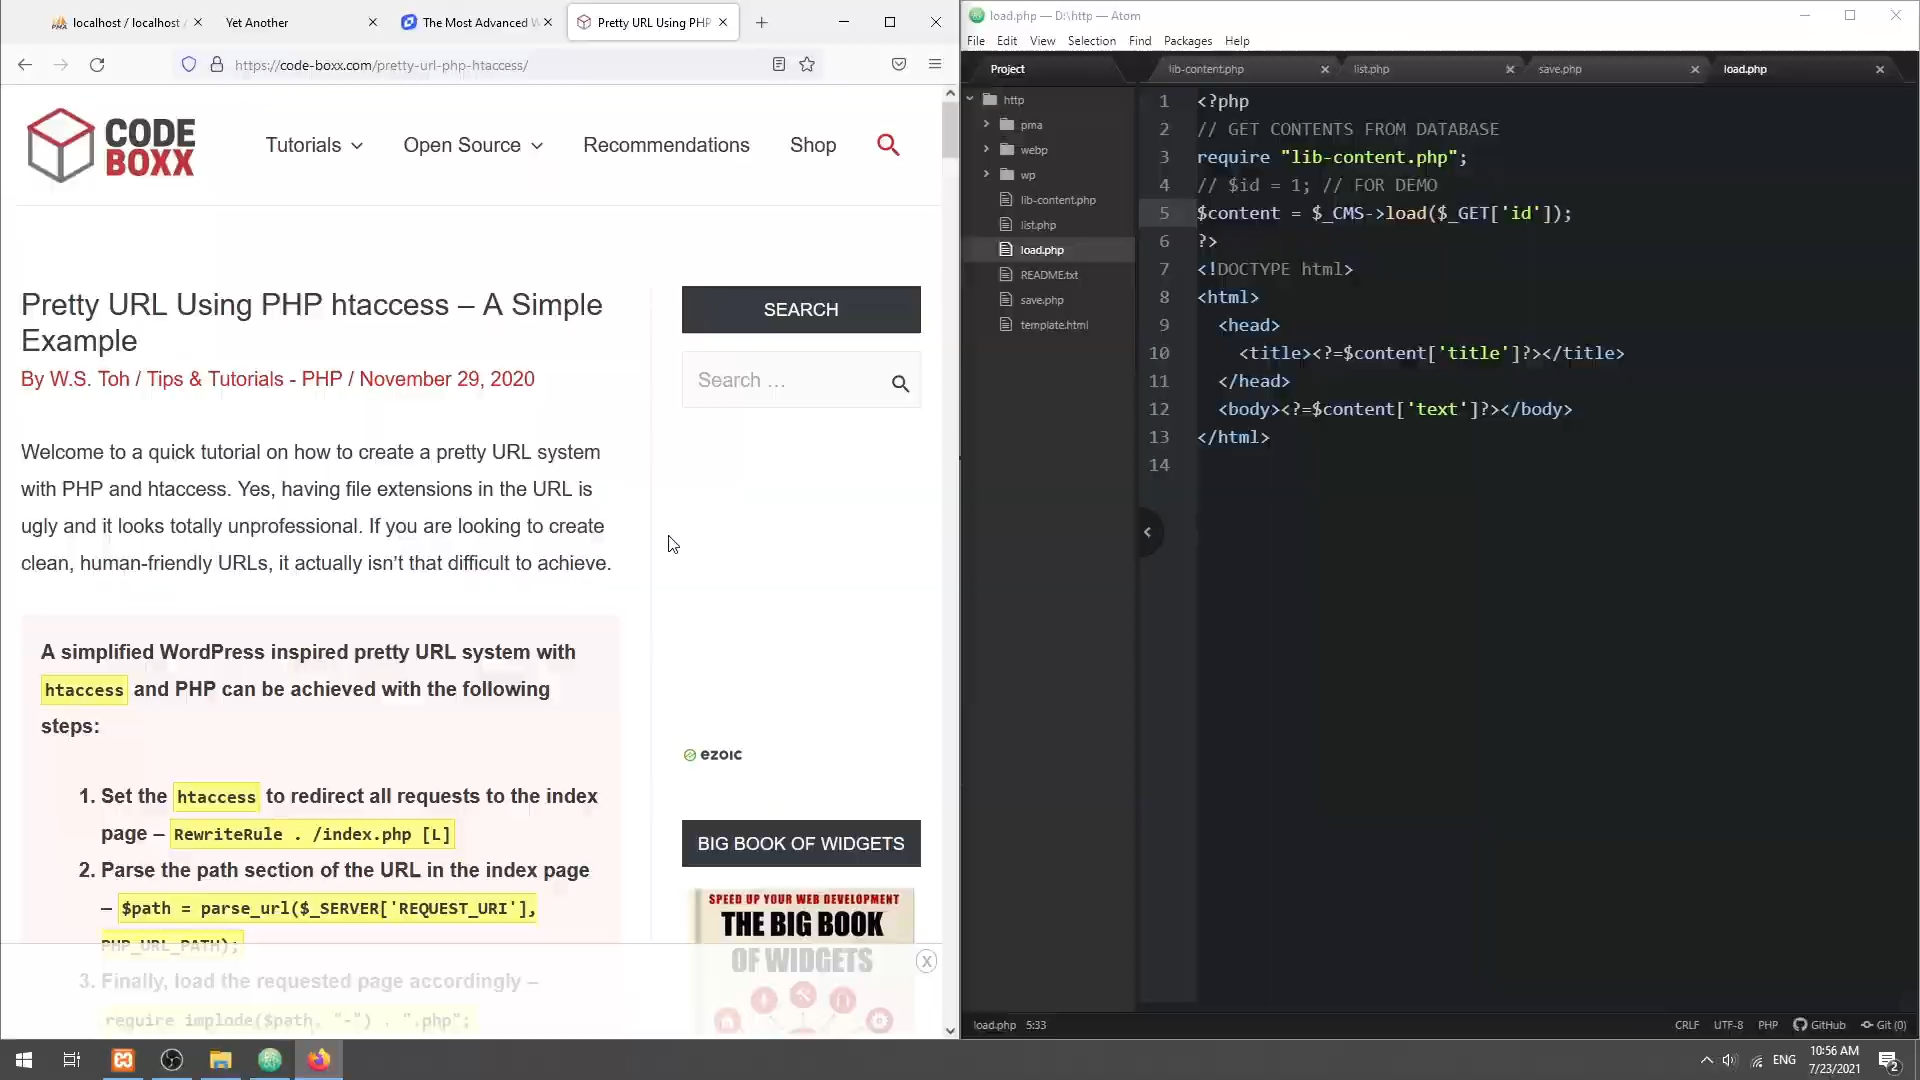 localhost / localhost /
Yet Another
The Most Advanced W
Pretty URL Using PHP
https://code-boxx.com/pretty-url-php-htaccess/
CODE
BOXX
Tutorials
Open Source
Recommendations
Shop
Pretty URL Using PHP htaccess – A Simple
Example
By W.S. Toh / Tips & Tutorials - PHP / November 29, 2020
Welcome to a quick tutorial on how to create a pretty URL system
with PHP and htaccess. Yes, having file extensions in the URL is
ugly and it looks totally unprofessional. If you are looking to create
clean, human-friendly URLs, it actually isn’t that difficult to achieve.
A simplified WordPress inspired pretty URL system with
htaccess and PHP can be achieved with the following
steps:
1. Set the htaccess to redirect all requests to the index
page – RewriteRule . /index.php [L]
2. Parse the path section of the URL in the index page
– $path = parse_url($_SERVER['REQUEST_URI'],
PHP_URL_PATH);
3. Finally, load the requested page accordingly –
require implode($path, "-") . ".php";
SEARCH
Search ...
ezoic
BIG BOOK OF WIDGETS
SPEED UP YOUR WEB DEVELOPMENT
THE BIG BOOK
OF WIDGETS
load.php — D:\http — Atom
File Edit View Selection Find Packages Help
Project
lib-content.php
list.php
save.php
load.php
http
pma
webp
wp
lib-content.php
list.php
load.php
README.txt
save.php
template.html
1 <?php
2 // GET CONTENTS FROM DATABASE
3 require "lib-content.php";
4 // $id = 1; // FOR DEMO
5 $content = $_CMS->load($_GET['id']);
6 ?>
7 <!DOCTYPE html>
8 <html>
9 <head>
10 <title><?=$content['title']?></title>
11 </head>
12 <body><?=$content['text']?></body>
13 </html>
14
load.php 5:33
CRLF UTF-8 PHP GitHub Git (0)
ENG
10:56 AM
7/23/2021
2